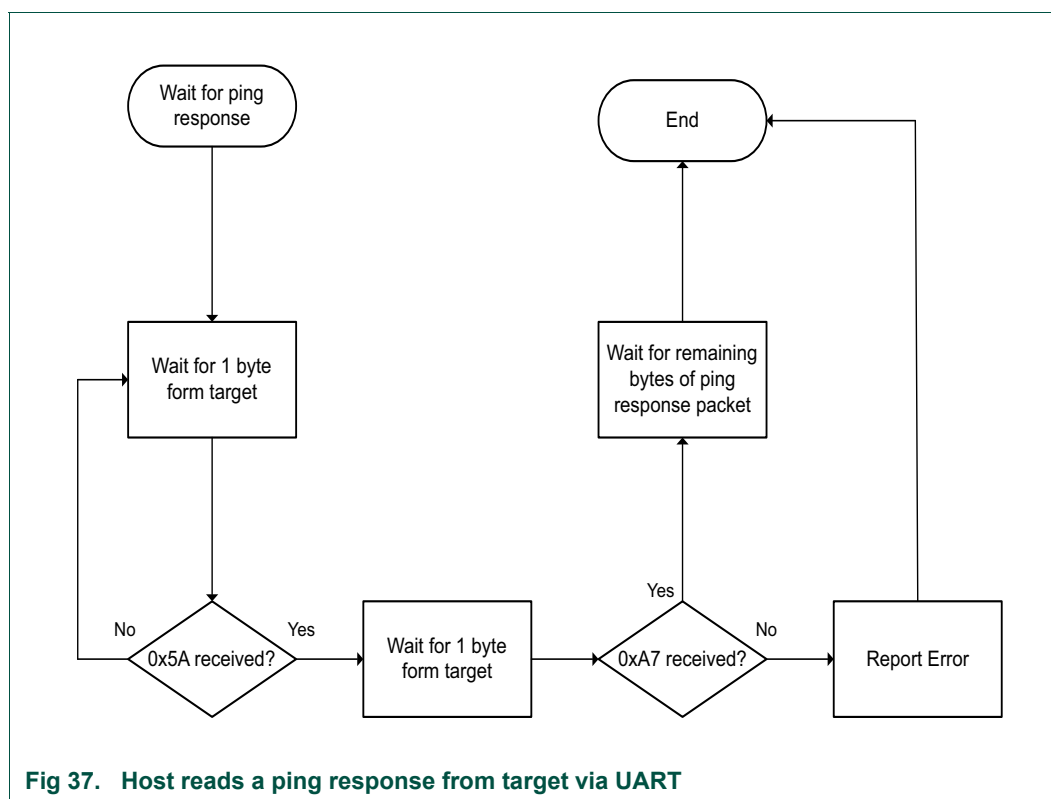 Wait for ping
response
Wait for 1 byte
form target
0x5A received?
No
Yes
Wait for 1 byte
form target
0xA7 received?
Yes
No
Wait for remaining
bytes of ping
response packet
Report Error
End
Fig 37. Host reads a ping response from target via UART